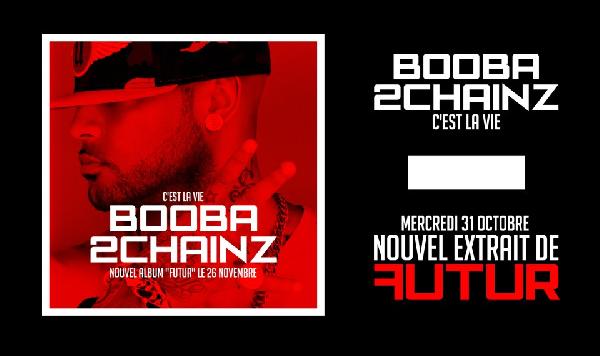 C'EST LA VIE
BOOBA
2CHAINZ
NOUVEL ALBUM "FUTUR" LE 26 NOVEMBRE
BOOBA
2CHAINZ
C'EST LA VIE
MERCREDI 31 OCTOBRE
NOUVEL EXTRAIT DE
FUTUR